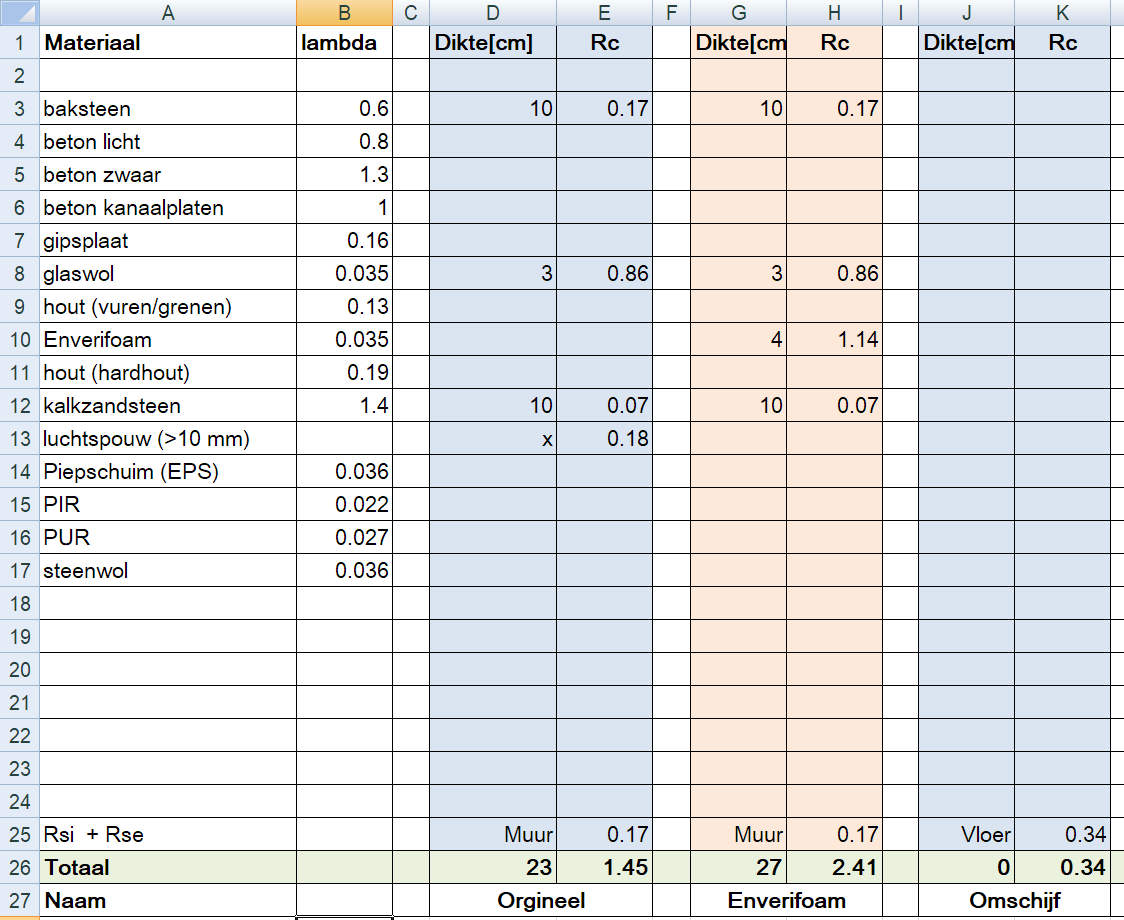 A B C D E F G H I J K
1 Materiaal lambda Dikte[cm] Rc Dikte[cm Rc Dikte[cm Rc
2
3 baksteen 0.6 10 0.17 10 0.17
4 beton licht 0.8
5 beton zwaar 1.3
6 beton kanaalplaten 1
7 gipsplaat 0.16
8 glaswol 0.035 3 0.86 3 0.86
9 hout (vuren/grenen) 0.13
10 Enverifoam 0.035 4 1.14
11 hout (hardhout) 0.19
12 kalkzandsteen 1.4 10 0.07 10 0.07
13 luchtspouw (>10 mm) x 0.18
14 Piepschuim (EPS) 0.036
15 PIR 0.022
16 PUR 0.027
17 steenwol 0.036
18
19
20
21
22
23
24
25 Rsi + Rse Muur 0.17 Muur 0.17 Vloer 0.34
26 Totaal 23 1.45 27 2.41 0 0.34
27 Naam Orgineel Enverifoam Omschijf